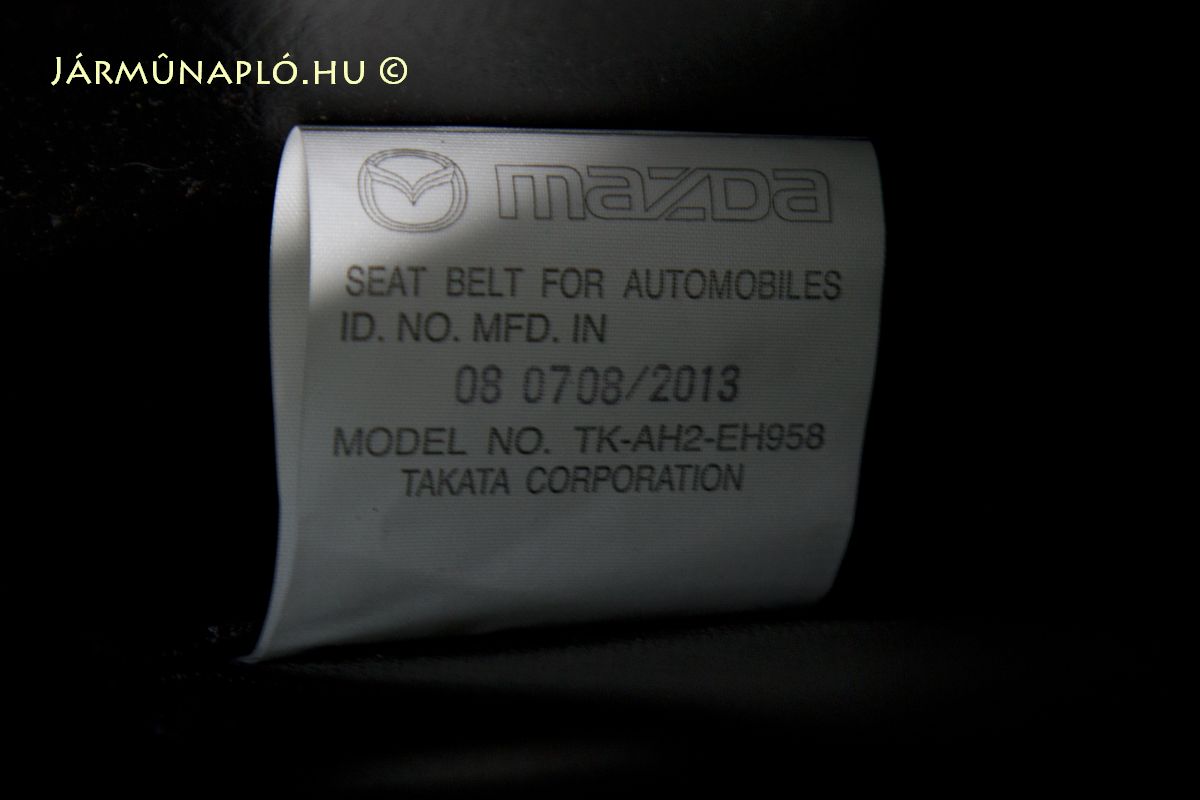 JÁRMÛNAPLÓ.HU ©
mazda
SEAT BELT FOR AUTOMOBILES
ID. NO. MFD. IN
08 0708/2013
MODEL NO. TK-AH2-EH958
TAKATA CORPORATION